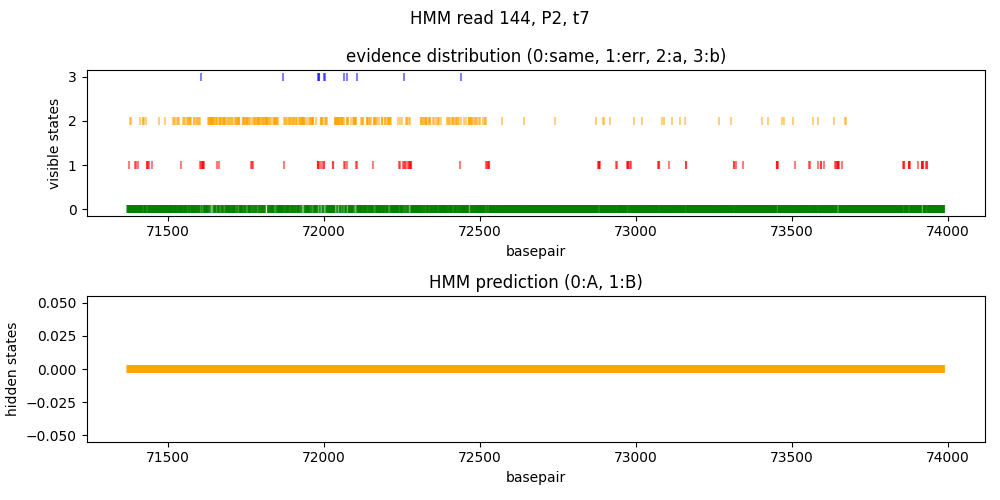 HMM read 144, P2, t7
evidence distribution (0:same, 1:err, 2:a, 3:b)
visible states
3
2
1
0
71500 72000 72500 73000 73500 74000
basepair
HMM prediction (0:A, 1:B)
hidden states
0.050
0.025
0.000
−0.025
−0.050
71500 72000 72500 73000 73500 74000
basepair